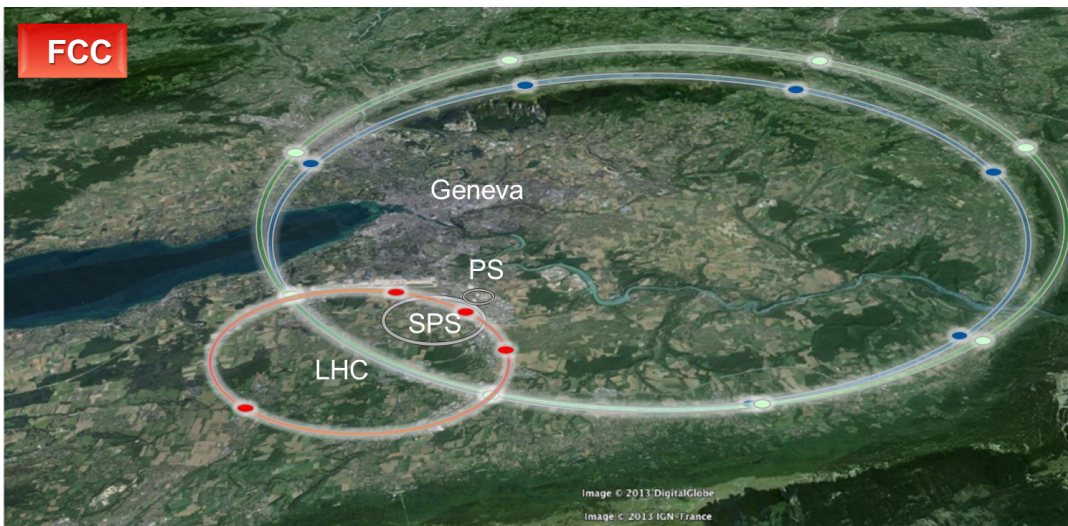 FCC
Geneva
PS
SPS
LHC
Image © 2013 DigitalGlobe
Image © 2013 IGN-France